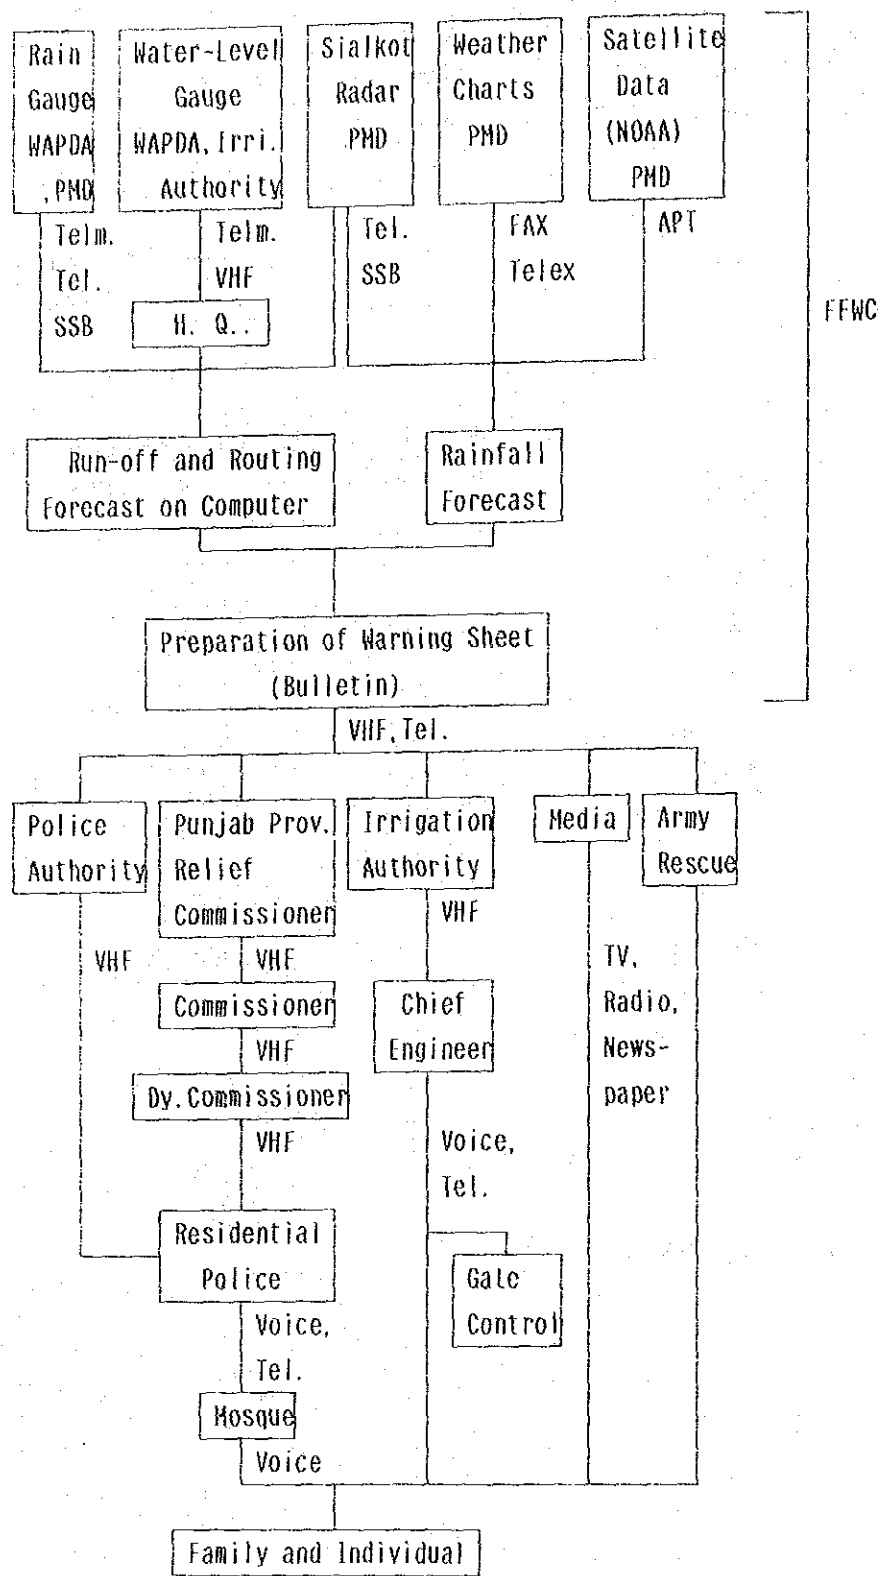 Rain
Gauge
WAPDA
,PMD
Water-Level
Gauge
WAPDA,Irri.
Authority
Sialkot
Radar
PMD
Weather
Charts
PMD
Satellite
Data
(NOAA)
PMD
Telm.
Tel.
SSB
Telm.
VHF
H. Q..
Tel.
SSB
FAX
Telex
APT
FFWC
Run-off and Routing
Forecast on Computer
Rainfall
Forecast
Preparation of Warning Sheet
(Bulletin)
VHF,Tel.
Police
Authority
Punjab Prov.
Relief
Commissioner
Irrigation
Authority
Media
Army
Rescue
VHF
VHF
VHF
TV,
Radio,
News-
paper
Commissioner
Chief
Engineer
VHF
Dy.Commissioner
VHF
Voice,
Tel.
Residential
Police
Gate
Control
Voice,
Tel.
Mosque
Voice
Family and Individual